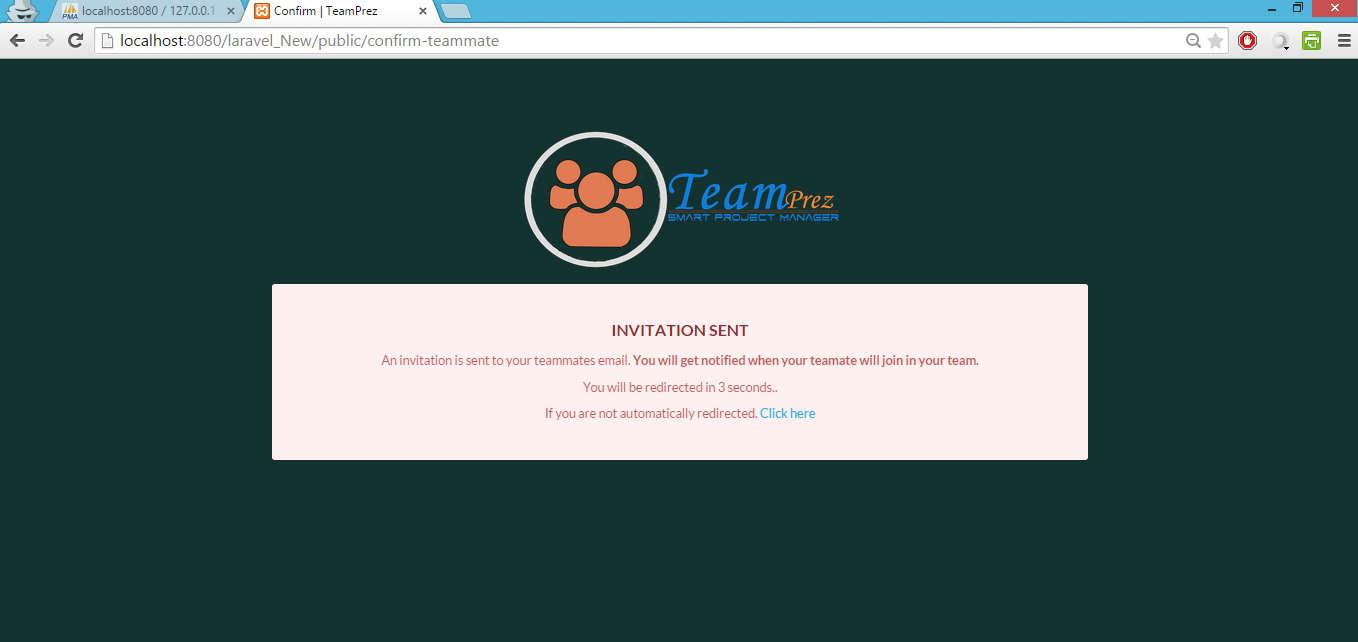 PMA localhost:8080 / 127.0.0.1
Confirm | TeamPrez
localhost:8080/laravel_New/public/confirm-teammate
TeamPrez
SMART PROJECT MANAGER
INVITATION SENT
An invitation is sent to your teammates email. You will get notified when your teamate will join in your team.
You will be redirected in 3 seconds..
If you are not automatically redirected. Click here